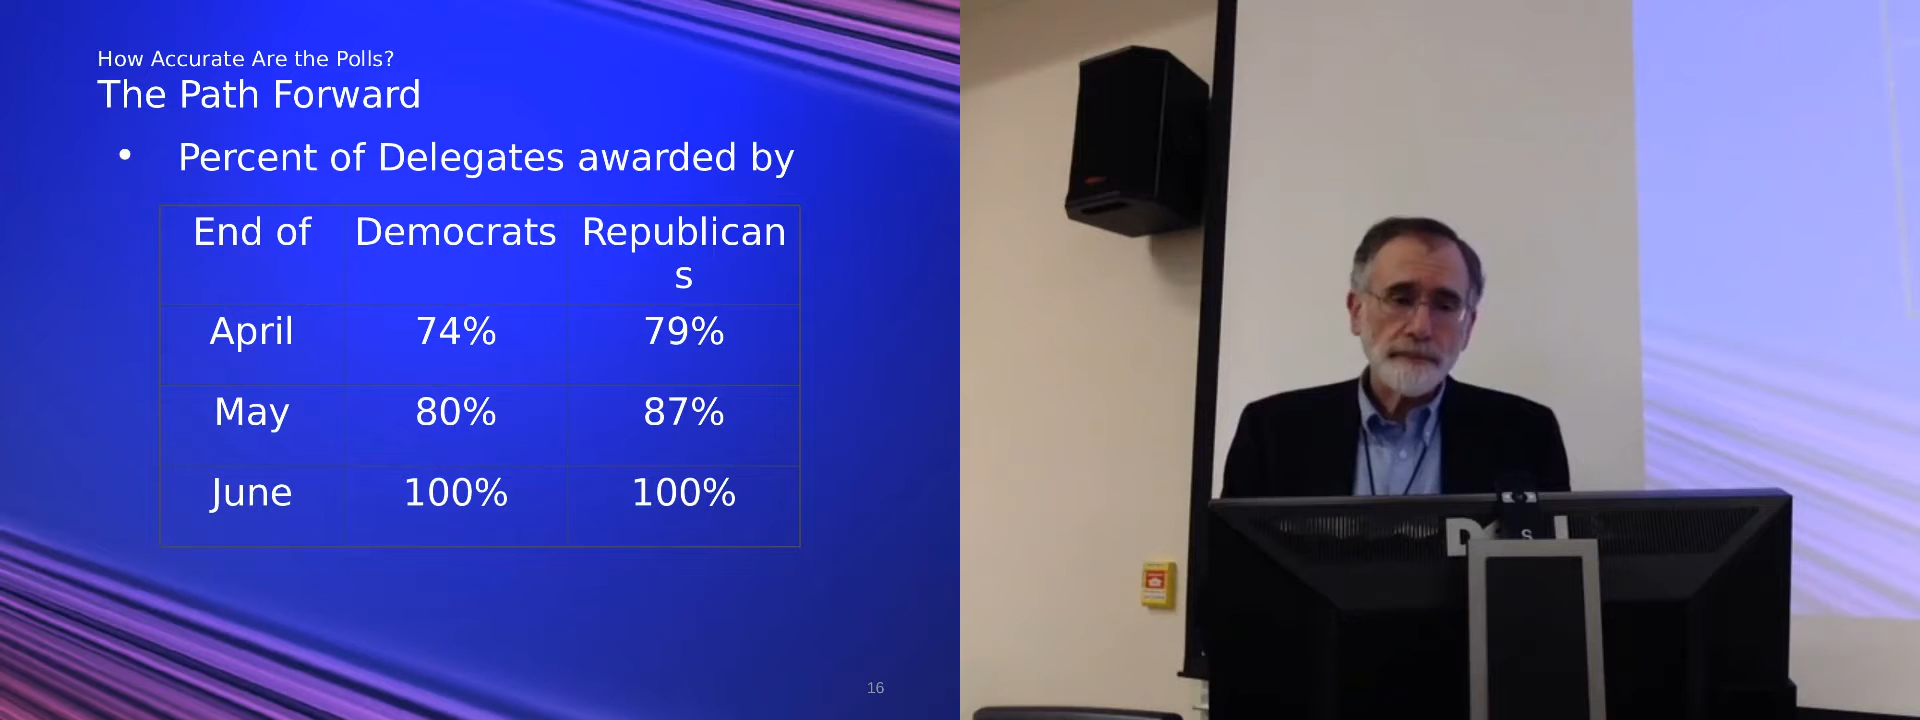 How Accurate Are the Polls?
The Path Forward
• Percent of Delegates awarded by
End of Democrats Republican
s
April 74% 79%
May 80% 87%
June 100% 100%
16